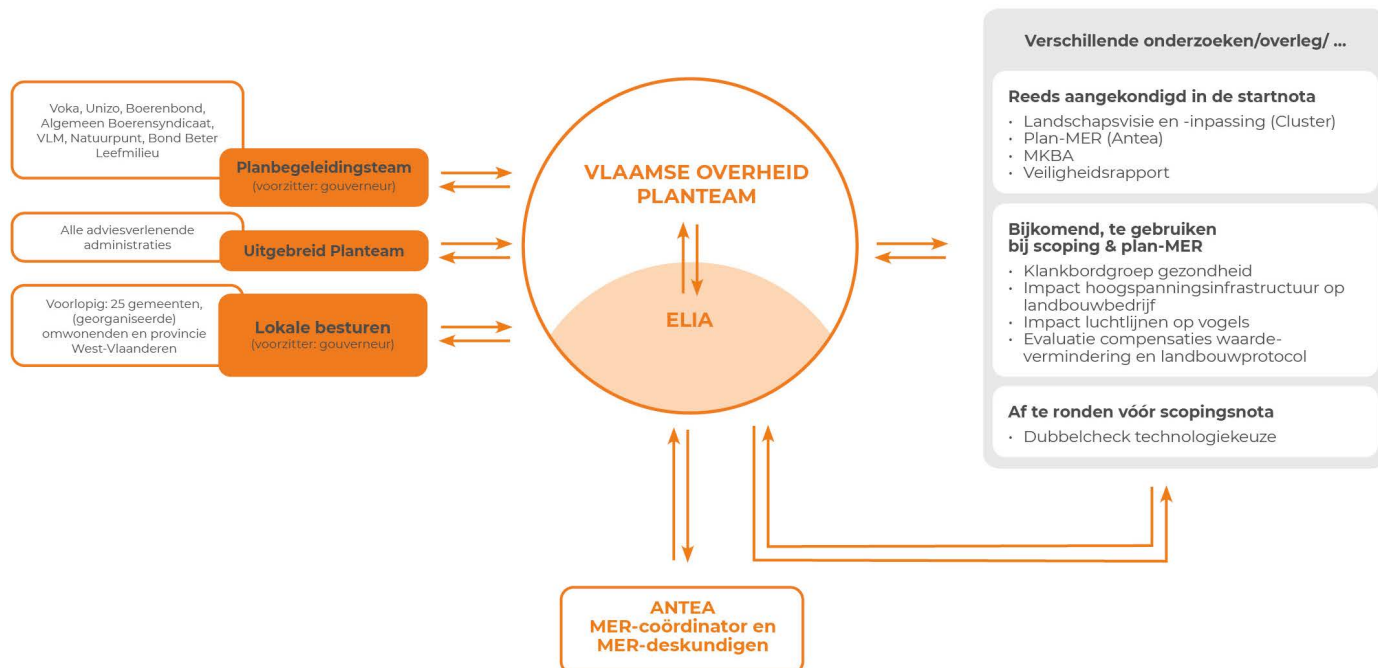 Voka, Unizo, Boerenbond,
Algemeen Boerensyndicaat,
VLM, Natuurpunt, Bond Beter
Leefmilieu
Planbegeleidingsteam
(voorzitter: gouverneur)
Alle adviesverlenende
administraties
Uitgebreid Planteam
Voorlopig: 25 gemeenten,
(georganiseerde)
omwonenden en provincie
West-Vlaanderen
Lokale besturen
(voorzitter: gouverneur)
VLAAMSE OVERHEID
PLANTEAM
ELIA
ANTEA
MER-coördinator en
MER-deskundigen
Verschillende onderzoeken/overleg/ ...
Reeds aangekondigd in de startnota
• Landschapsvisie en -inpassing (Cluster)
• Plan-MER (Antea)
• MKBA
• Veiligheidsrapport
Bijkomend, te gebruiken
bij scoping & plan-MER
• Klankbordgroep gezondheid
• Impact hoogspanningsinfrastructuur op
landbouwbedrijf
• Impact luchtlijnen op vogels
• Evaluatie compensaties waarde-
vermindering en landbouwprotocol
Af te ronden vóór scopingsnota
• Dubbelcheck technologiekeuze